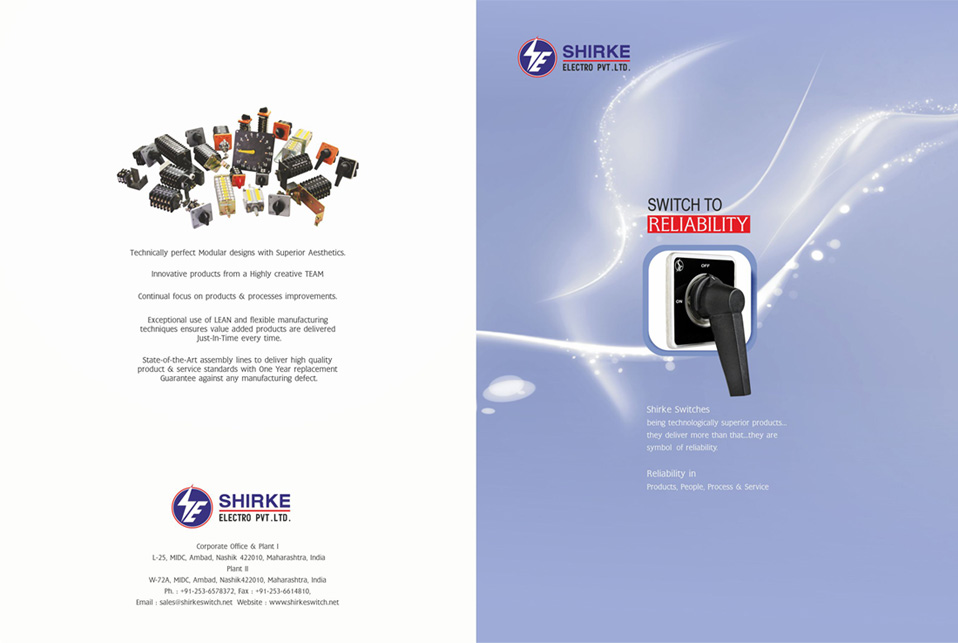 Technically perfect Modular designs with Superior Aesthetics.
Innovative products from a Highly creative TEAM
Continual focus on products & processes improvements.
Exceptional use of LEAN and flexible manufacturing
techniques ensures value added products are delivered
Just-In-Time every time.
State-of-the-Art assembly lines to deliver high quality
product & service standards with One Year replacement
Guarantee against any manufacturing defect.
SHIRKE
ELECTRO PVT.LTD.
Corporate Office & Plant I
L-25, MIDC, Ambad, Nashik 422010, Maharashtra, India
Plant II
W-72A, MIDC, Ambad, Nashik422010, Maharashtra, India
Ph. : +91-253-6578372, Fax : +91-253-6614810,
Email : sales@shirkeswitch.net Website : www.shirkeswitch.net
SHIRKE
ELECTRO PVT.LTD.
SWITCH TO
RELIABILITY
OFF
ON
Shirke Switches
being technologically superior products...
they deliver more than that...they are
symbol of reliability.
Reliability in
Products, People, Process & Service